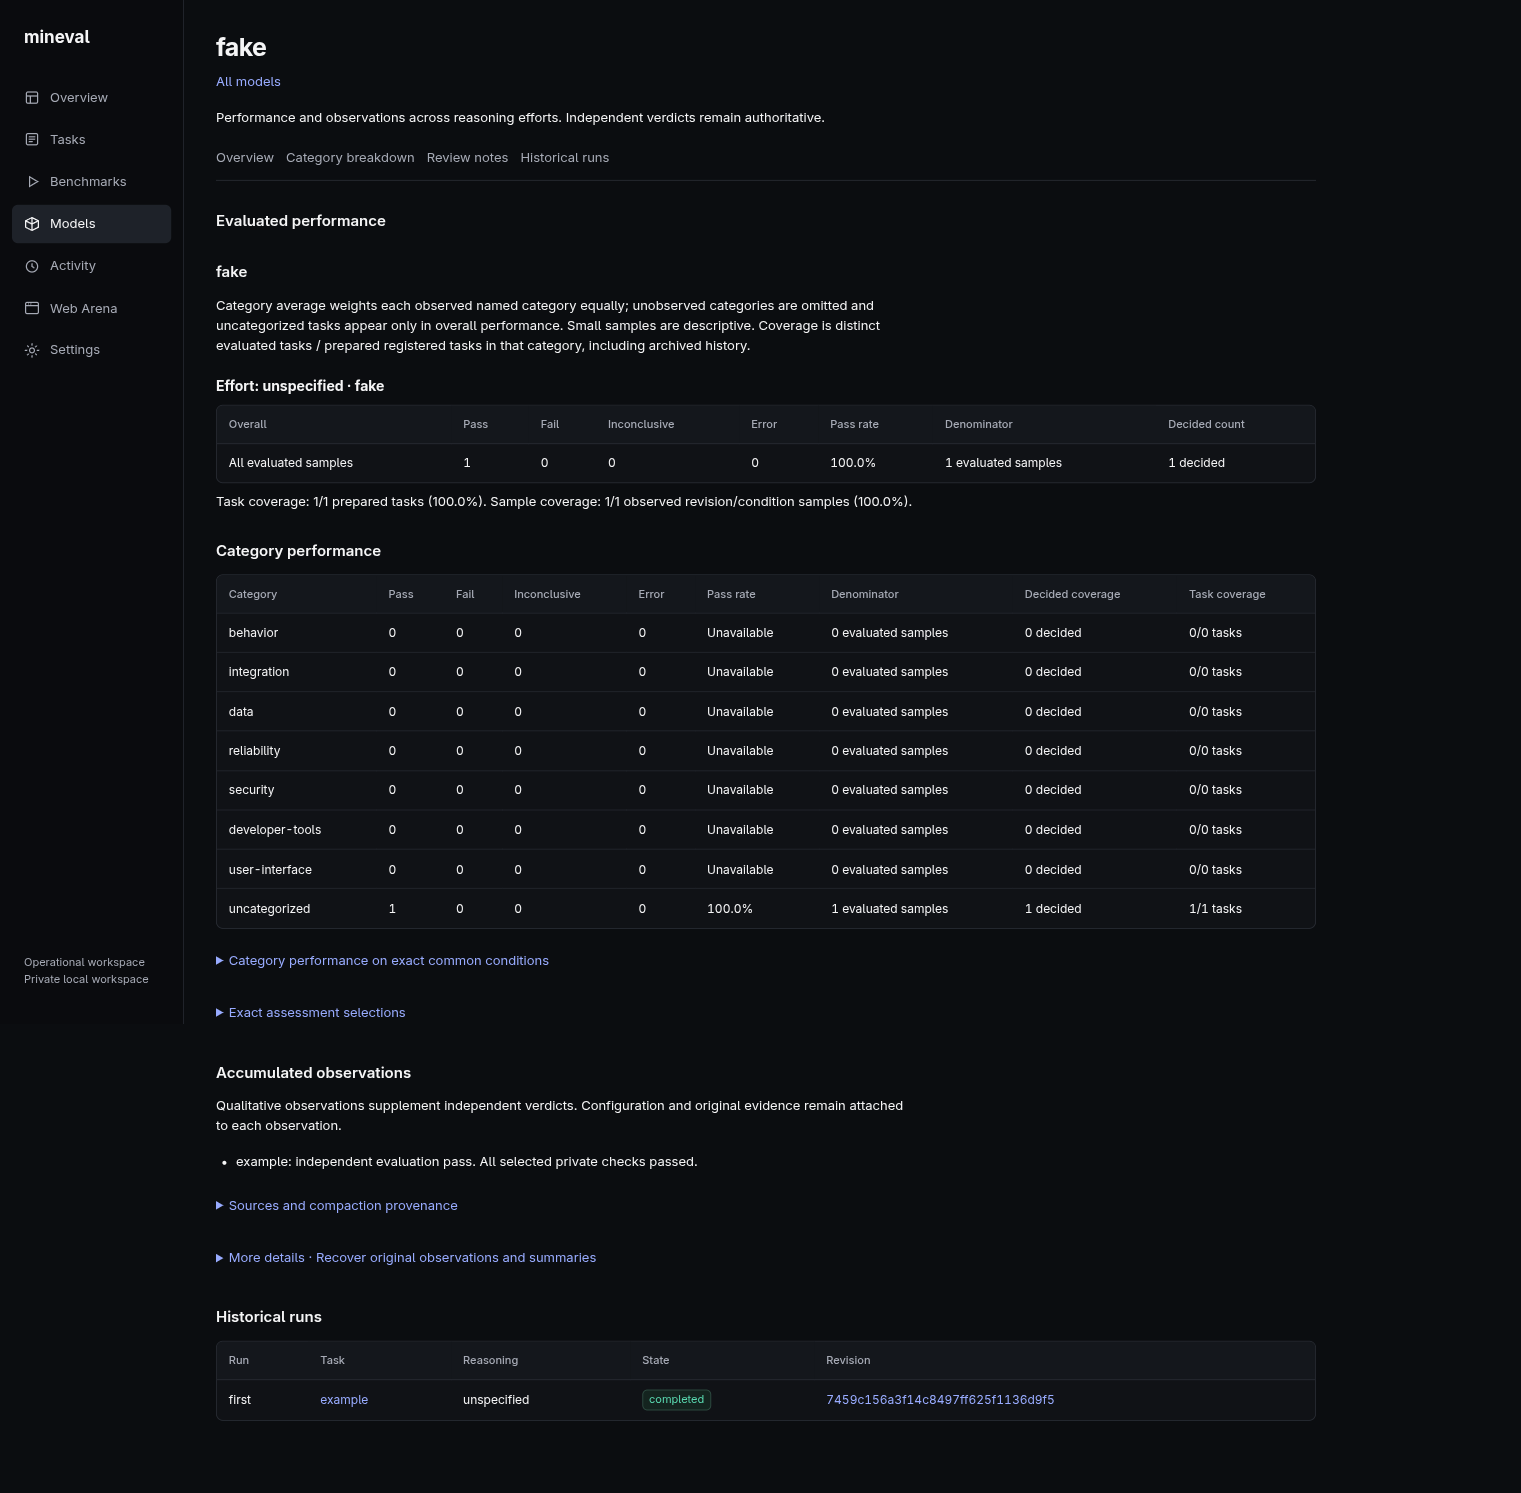 mineval
Overview
Tasks
Benchmarks
Models
Activity
Web Arena
Settings
Operational workspace
Private local workspace
fake
All models
Performance and observations across reasoning efforts. Independent verdicts remain authoritative.
Overview Category breakdown Review notes Historical runs
Evaluated performance
fake
Category average weights each observed named category equally; unobserved categories are omitted and
uncategorized tasks appear only in overall performance. Small samples are descriptive. Coverage is distinct
evaluated tasks / prepared registered tasks in that category, including archived history.
Effort: unspecified · fake
Overall Pass Fail Inconclusive Error Pass rate Denominator Decided count
All evaluated samples 1 0 0 0 100.0% 1 evaluated samples 1 decided
Task coverage: 1/1 prepared tasks (100.0%). Sample coverage: 1/1 observed revision/condition samples (100.0%).
Category performance
Category Pass Fail Inconclusive Error Pass rate Denominator Decided coverage Task coverage
behavior 0 0 0 0 Unavailable 0 evaluated samples 0 decided 0/0 tasks
integration 0 0 0 0 Unavailable 0 evaluated samples 0 decided 0/0 tasks
data 0 0 0 0 Unavailable 0 evaluated samples 0 decided 0/0 tasks
reliability 0 0 0 0 Unavailable 0 evaluated samples 0 decided 0/0 tasks
security 0 0 0 0 Unavailable 0 evaluated samples 0 decided 0/0 tasks
developer-tools 0 0 0 0 Unavailable 0 evaluated samples 0 decided 0/0 tasks
user-interface 0 0 0 0 Unavailable 0 evaluated samples 0 decided 0/0 tasks
uncategorized 1 0 0 0 100.0% 1 evaluated samples 1 decided 1/1 tasks
▶ Category performance on exact common conditions
▶ Exact assessment selections
Accumulated observations
Qualitative observations supplement independent verdicts. Configuration and original evidence remain attached
to each observation.
• example: independent evaluation pass. All selected private checks passed.
▶ Sources and compaction provenance
▶ More details · Recover original observations and summaries
Historical runs
Run Task Reasoning State Revision
first example unspecified completed 7459c156a3f14c8497ff625f1136d9f5